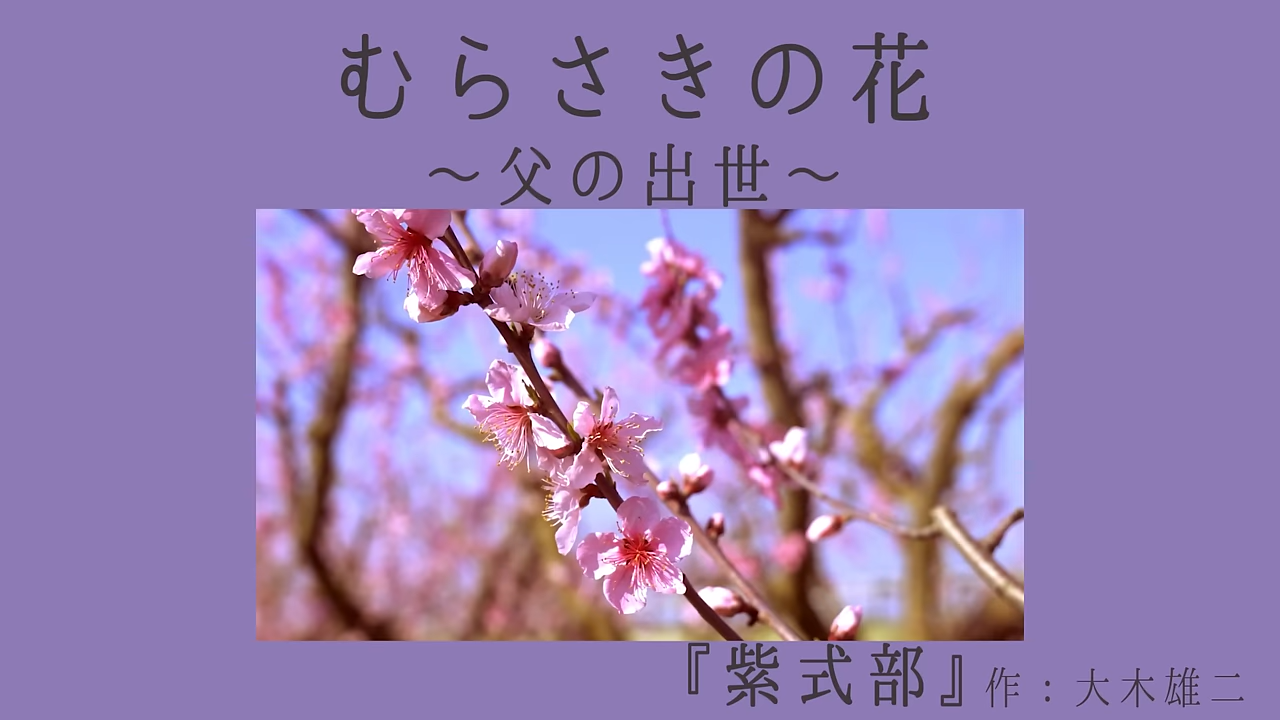 むらさきの花
～父の出世～
『紫式部』作：大木雄二